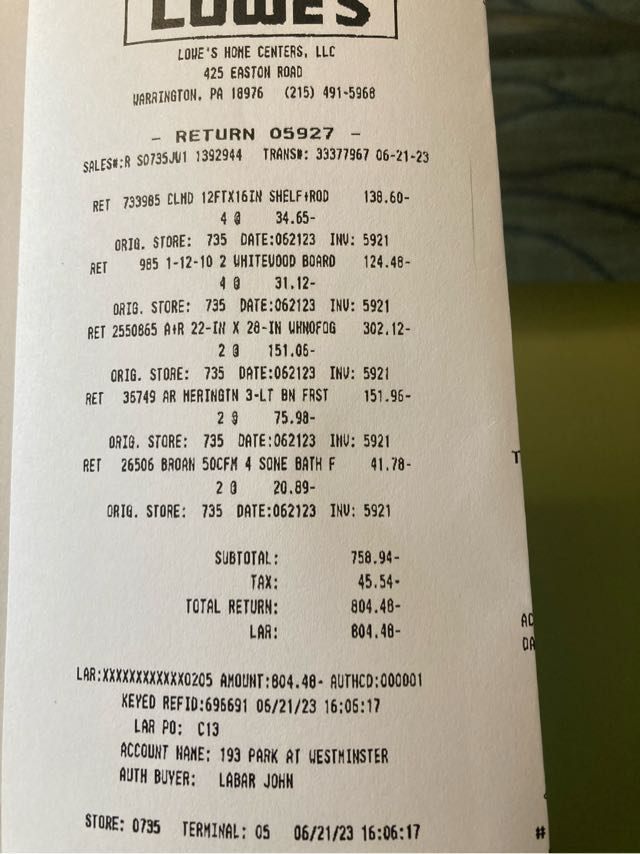 LOWE'S
LOWE'S HOME CENTERS, LLC
425 EASTON ROAD
WARRINGTON, PA 18976 (215) 491-5968
- RETURN 05927 -
SALES#:R S0735JW1 1392944 TRANS#: 33377967 06-21-23
RET 733985 CLMD 12FTX16IN SHELF+ROD 138.60-
4 @ 34.65-
ORIG. STORE: 735 DATE:062123 INV: 5921
RET 985 1-12-10 2 WHITEWOOD BOARD 124.48-
4 @ 31.12-
ORIG. STORE: 735 DATE:062123 INV: 5921
RET 2550865 A+R 22-IN X 28-IN WHNOFOG 302.12-
2 @ 151.06-
ORIG. STORE: 735 DATE:062123 INV: 5921
RET 35749 AR MERINGTN 3-LT BN FRST 151.96-
2 @ 75.98-
ORIG. STORE: 735 DATE:062123 INV: 5921
RET 26506 BROAN 50CFM 4 SONE BATH F 41.78-
2 @ 20.89-
ORIG. STORE: 735 DATE:062123 INV: 5921
SUBTOTAL: 758.94-
TAX: 45.54-
TOTAL RETURN: 804.48-
LAR: 804.48-
LAR:XXXXXXXXXXXX0205 AMOUNT:804.48- AUTHCD:000001
KEYED REFID:696691 06/21/23 16:06:17
LAR PO: C13
ACCOUNT NAME: 193 PARK AT WESTMINSTER
AUTH BUYER: LABAR JOHN
STORE: 0735 TERMINAL: 05 06/21/23 16:06:17
#